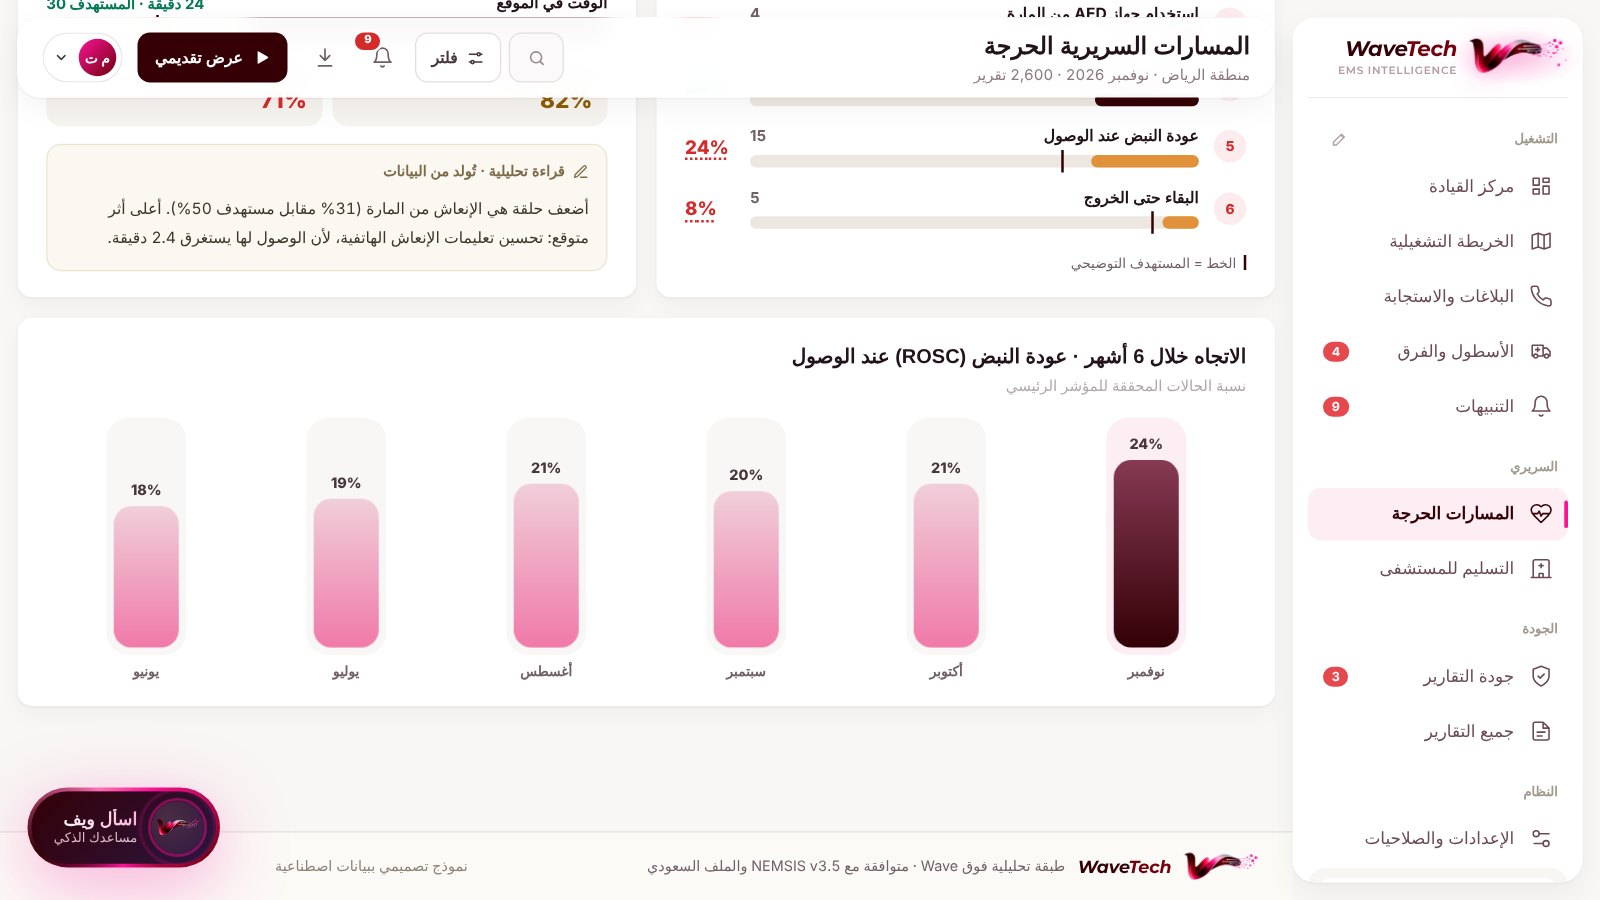 WaveTech
EMS INTELLIGENCE
التشغيل
مركز القيادة
الخريطة التشغيلية
البلاغات والاستجابة
الأسطول والفرق
4
التنبيهات
9
السريري
المسارات الحرجة
التسليم للمستشفى
الجودة
جودة التقارير
3
جميع التقارير
النظام
الإعدادات والصلاحيات
المسارات السريرية الحرجة
منطقة الرياض · نوفمبر 2026 · 2,600 تقرير
فلتر
9
عرض تقديمي
م ت
استخدام جهاز AED من المارة
4
5
عودة النبض عند الوصول
15
24%
6
البقاء حتى الخروج
5
8%
الخط = المستهدف التوضيحي
الوقت في الموقع
24 دقيقة · المستهدف 30
82%
71%
قراءة تحليلية · تُولد من البيانات
أضعف حلقة هي الإنعاش من المارة (31% مقابل مستهدف 50%). أعلى أثر
متوقع: تحسين تعليمات الإنعاش الهاتفية، لأن الوصول لها يستغرق 2.4 دقيقة.
الاتجاه خلال 6 أشهر · عودة النبض (ROSC) عند الوصول
نسبة الحالات المحققة للمؤشر الرئيسي
24%
21%
20%
21%
19%
18%
نوفمبر
أكتوبر
سبتمبر
أغسطس
يوليو
يونيو
WaveTech
طبقة تحليلية فوق Wave · متوافقة مع NEMSIS v3.5 والملف السعودي
نموذج تصميمي ببيانات اصطناعية
اسأل ويف
مساعدك الذكي